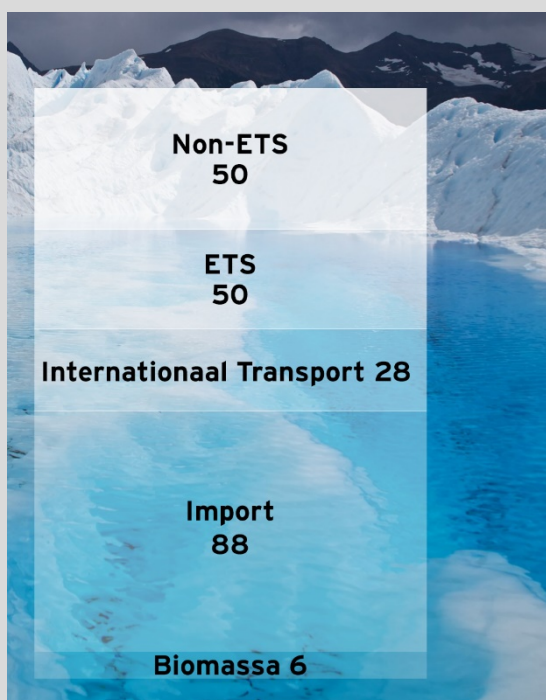 Non-ETS
50
ETS
50
Internationaal Transport 28
Import
88
Biomassa 6